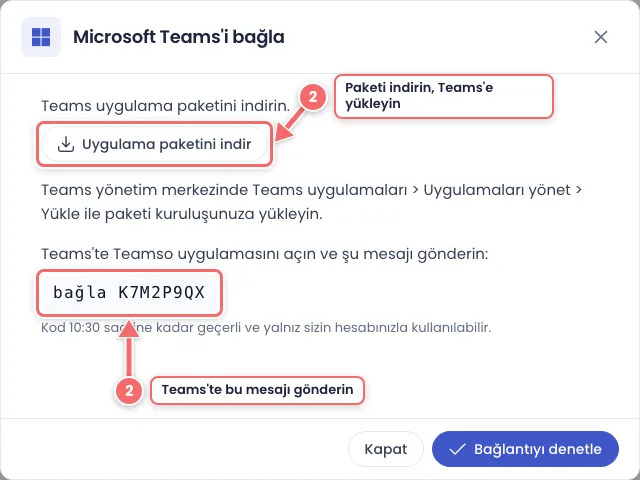 Microsoft Teams'i bağla
Teams uygulama paketini indirin.
2
Paketi indirin, Teams'e
yükleyin
Uygulama paketini indir
Teams yönetim merkezinde Teams uygulamaları > Uygulamaları yönet >
Yükle ile paketi kuruluşunuza yükleyin.
Teams'te Teamso uygulamasını açın ve şu mesajı gönderin:
bağla K7M2P9QX
Kod 10:30 saatine kadar geçerli ve yalnız sizin hesabınızla kullanılabilir.
2
Teams'te bu mesajı gönderin
Kapat
Bağlantıyı denetle